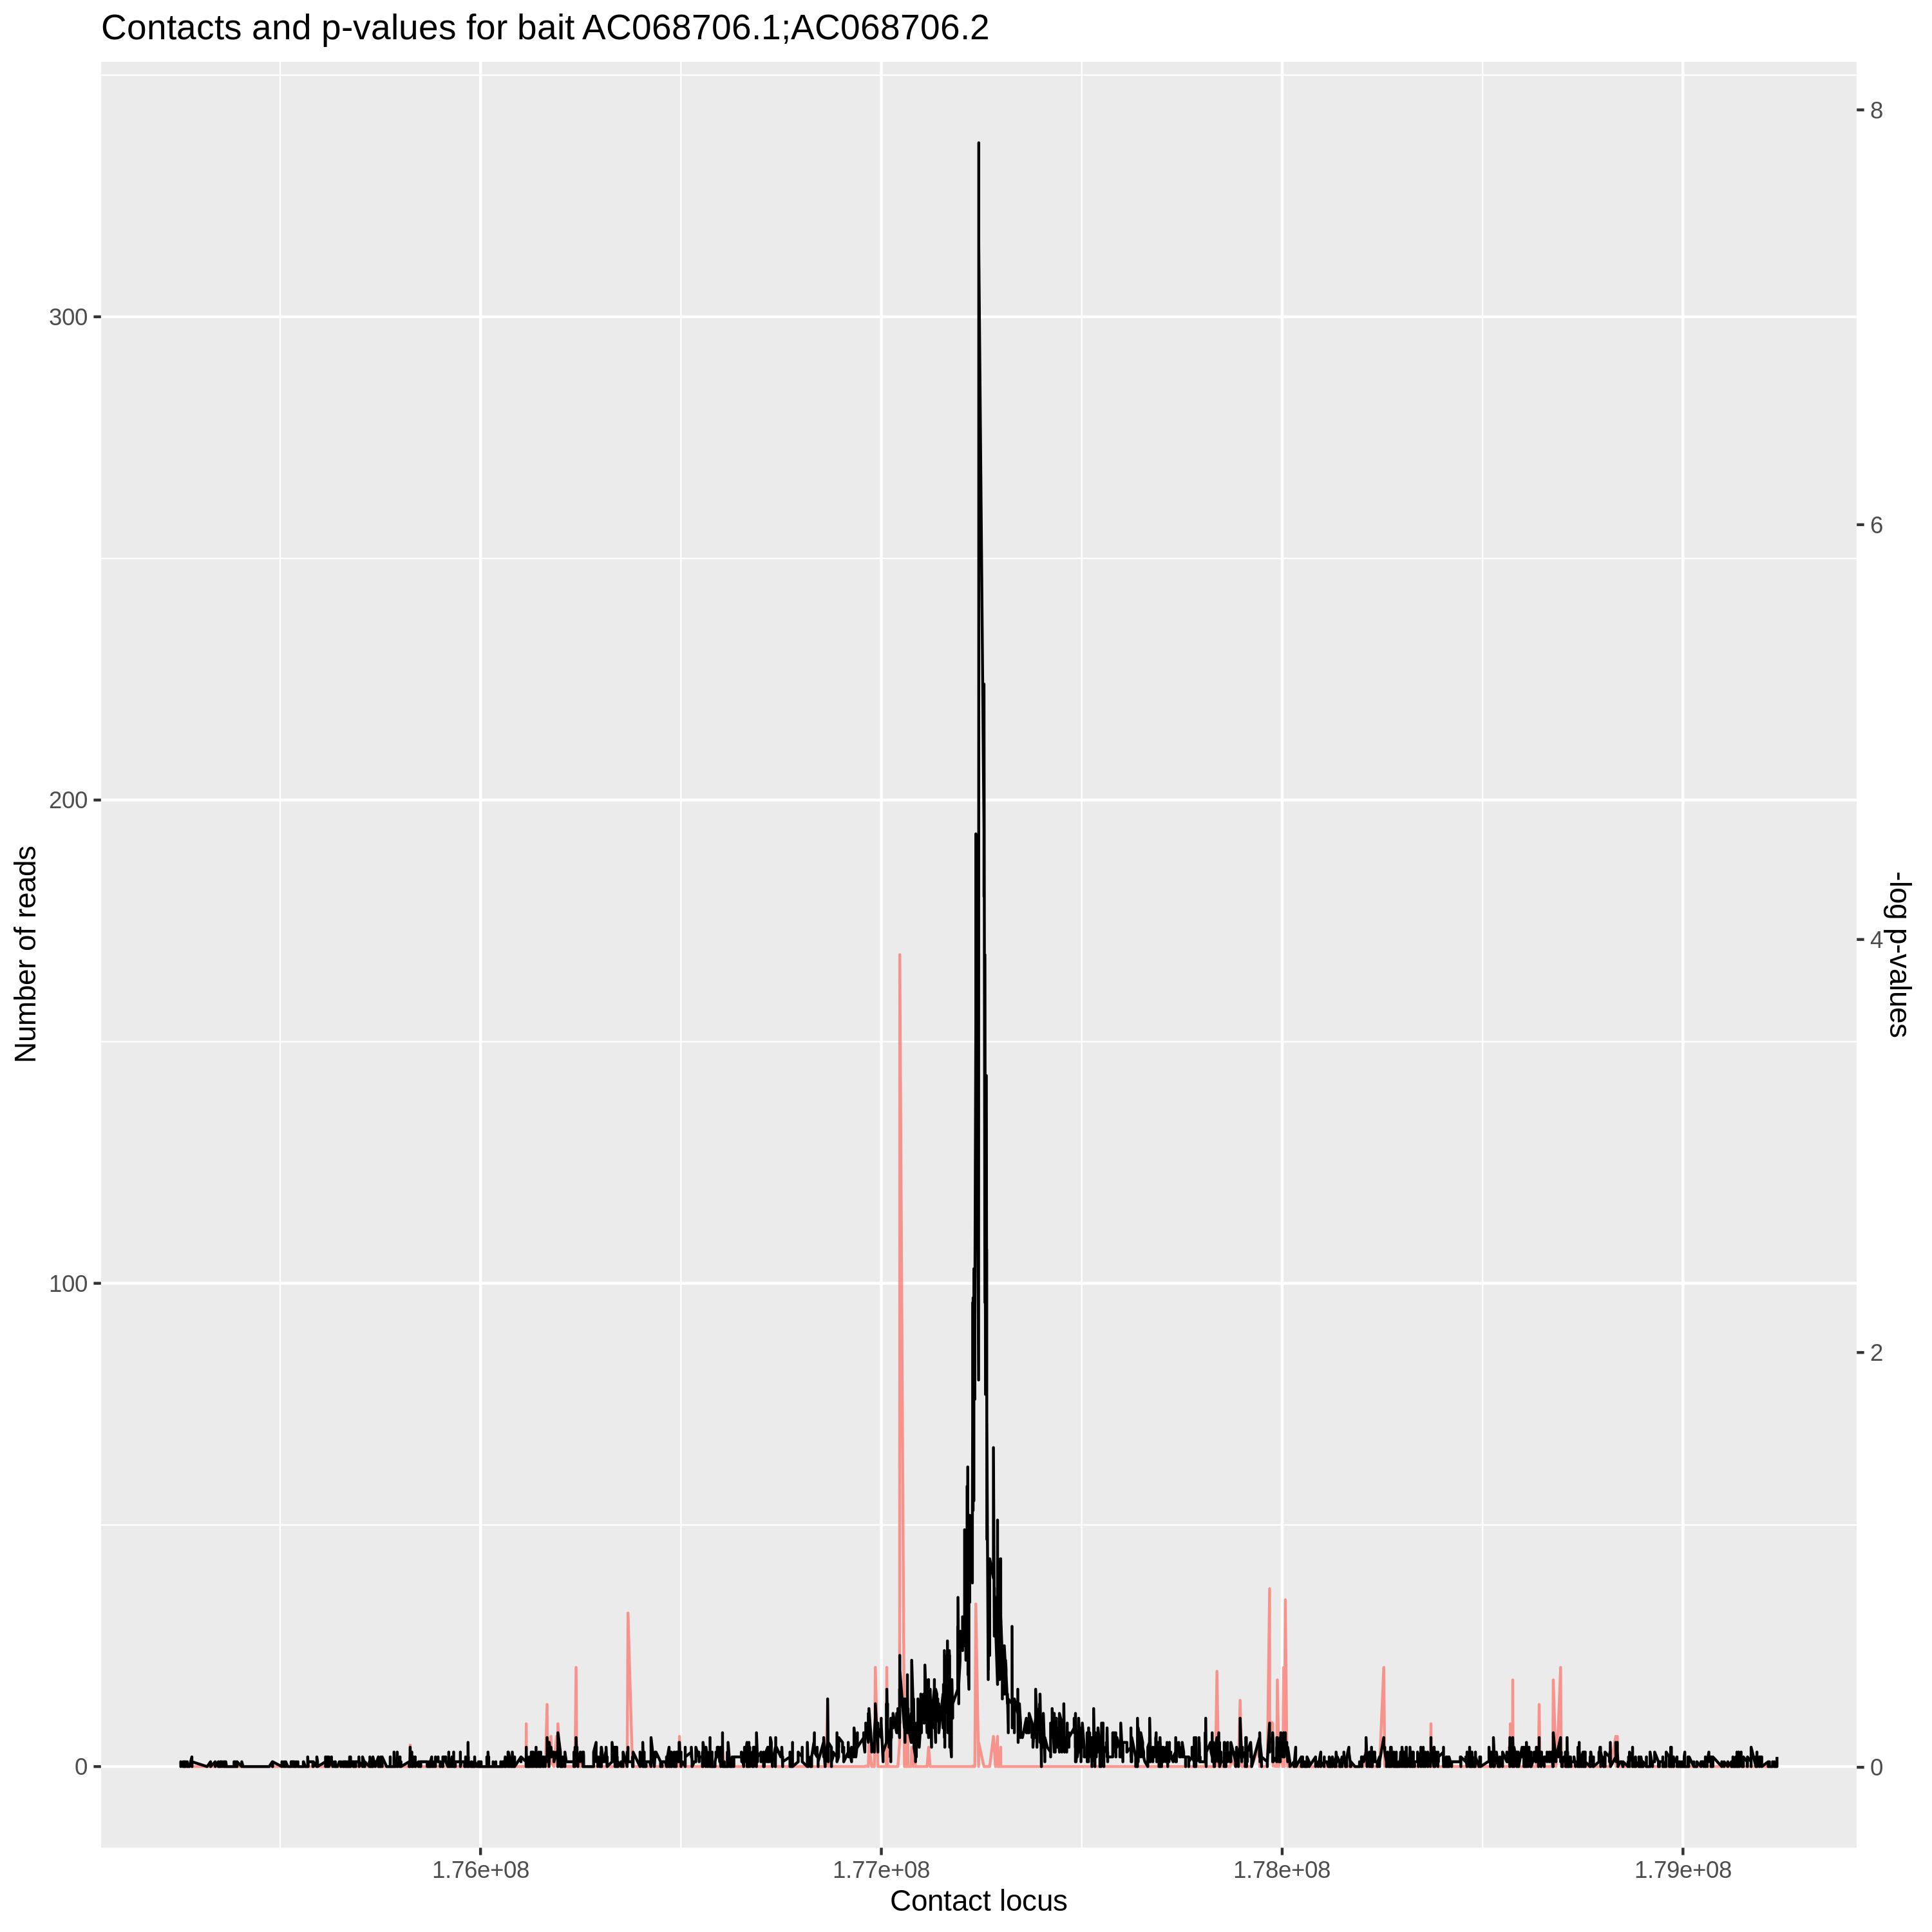 Contacts and p-values for bait AC068706.1;AC068706.2
Number of reads
300
200
100
0
8
6
4
2
0
-log p-values
1.76e+08 1.77e+08 1.78e+08 1.79e+08
Contact locus